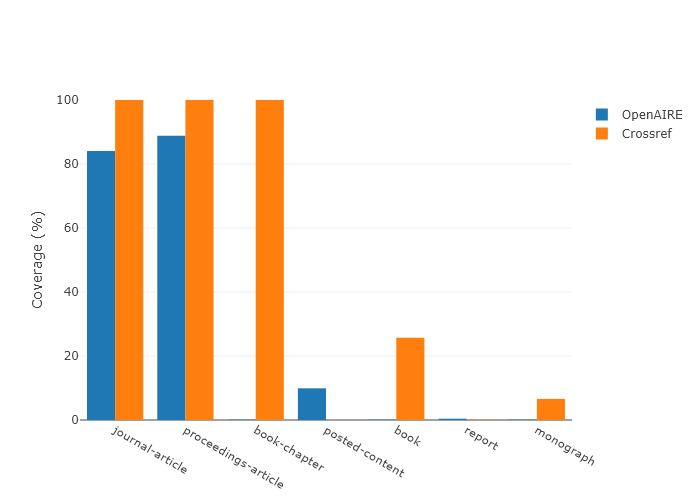 100
80
60
40
20
0
Coverage (%)
journal-article
proceedings-article
book-chapter
posted-content
book
report
monograph
OpenAIRE
Crossref